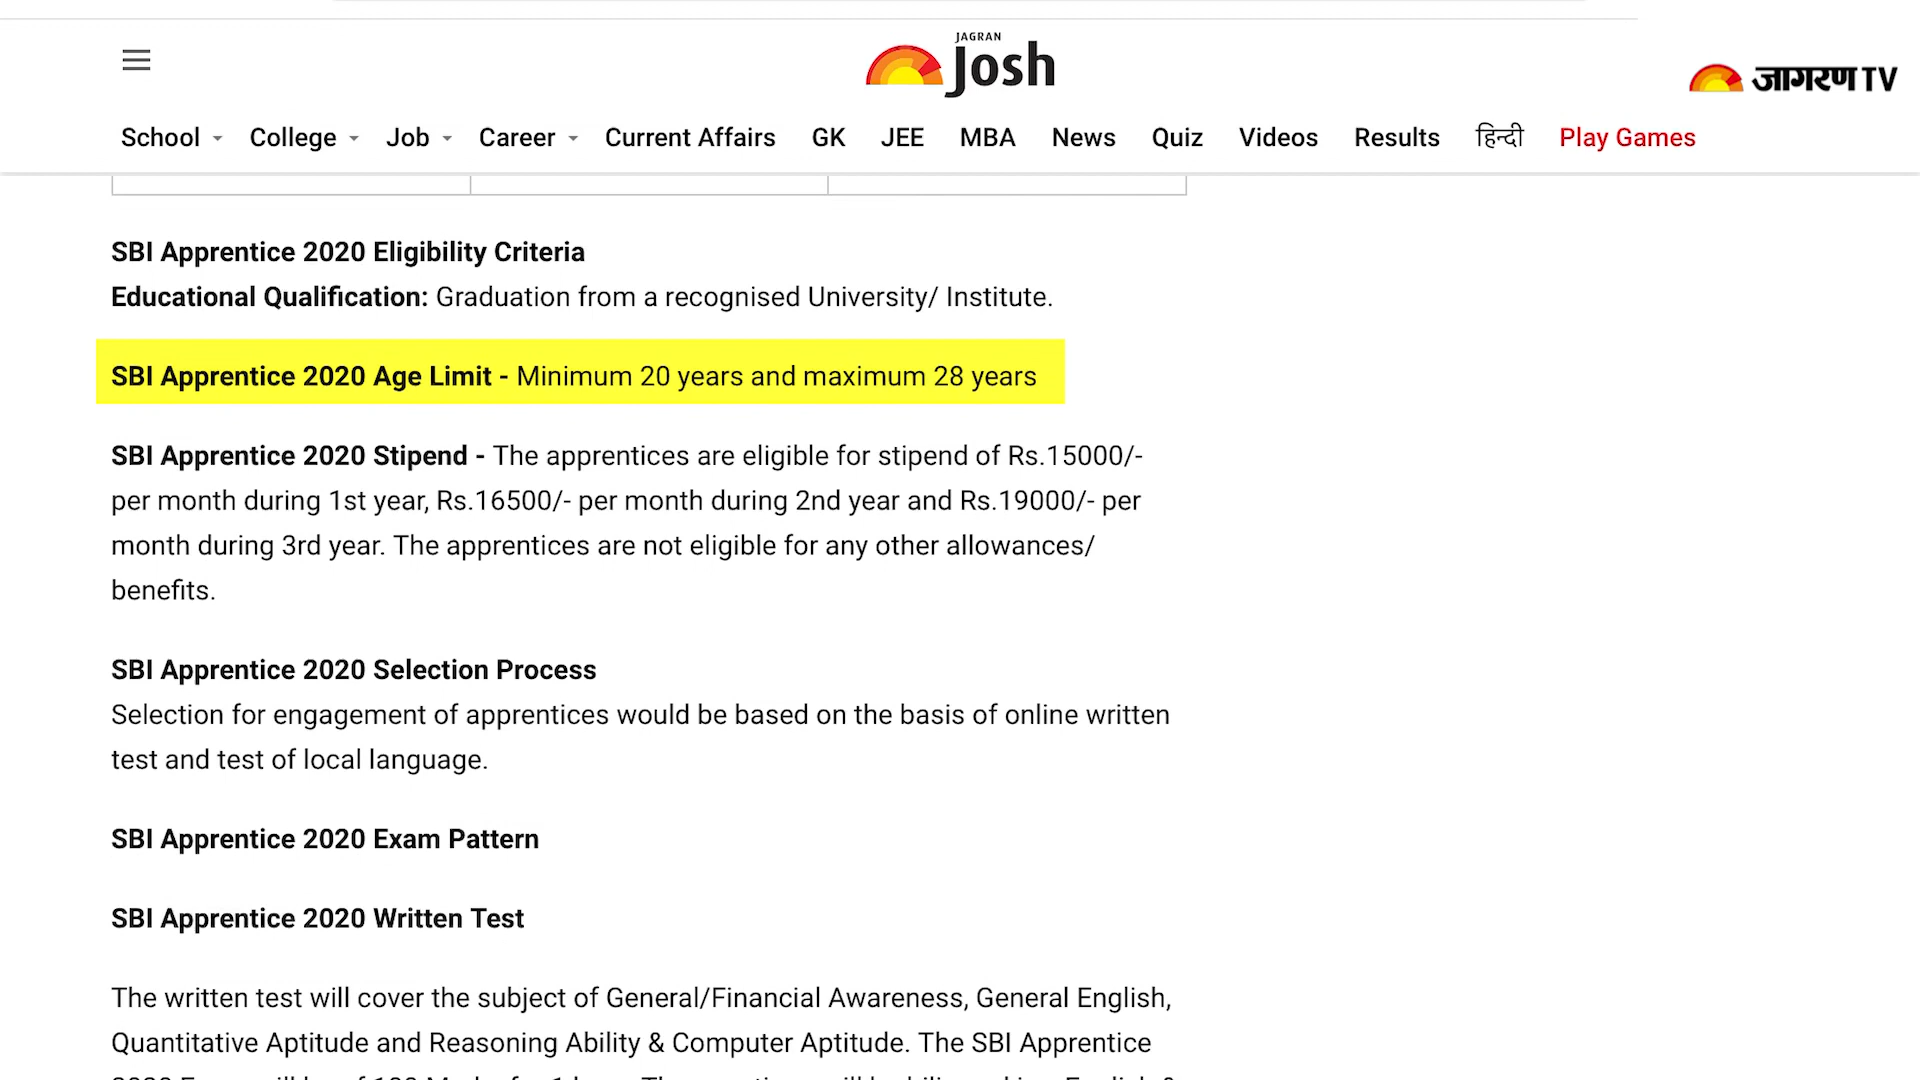 JAGRAN
Josh
जागरण TV
School College Job Career Current Affairs GK JEE MBA News Quiz Videos Results हिन्दी Play Games
SBI Apprentice 2020 Eligibility Criteria
Educational Qualification: Graduation from a recognised University/ Institute.
SBI Apprentice 2020 Age Limit - Minimum 20 years and maximum 28 years
SBI Apprentice 2020 Stipend - The apprentices are eligible for stipend of Rs.15000/-
per month during 1st year, Rs.16500/- per month during 2nd year and Rs.19000/- per
month during 3rd year. The apprentices are not eligible for any other allowances/
benefits.
SBI Apprentice 2020 Selection Process
Selection for engagement of apprentices would be based on the basis of online written
test and test of local language.
SBI Apprentice 2020 Exam Pattern
SBI Apprentice 2020 Written Test
The written test will cover the subject of General/Financial Awareness, General English,
Quantitative Aptitude and Reasoning Ability & Computer Aptitude. The SBI Apprentice